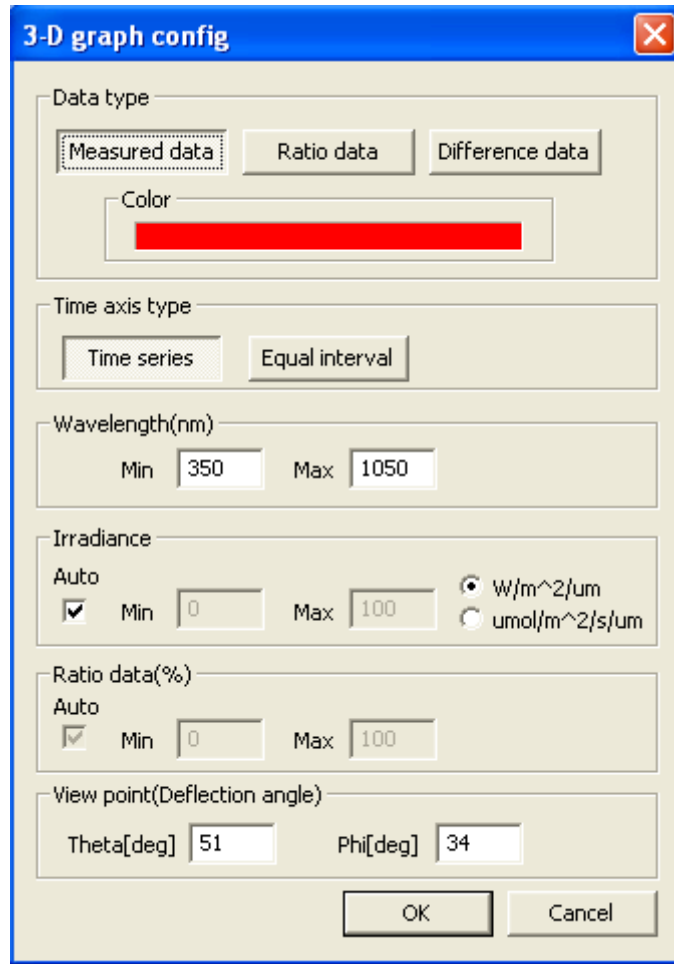 3-D graph config
Data type
Measured data Ratio data Difference data
Color
Time axis type
Time series Equal interval
Wavelength(nm)
Min 350 Max 1050
Irradiance
Auto
Min 0 Max 100
W/m^2/um
umol/m^2/s/um
Ratio data(%)
Auto
Min 0 Max 100
View point(Deflection angle)
Theta[deg] 51 Phi[deg] 34
OK Cancel